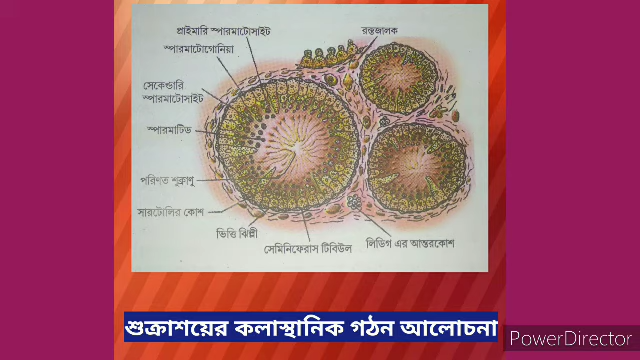 প্রাইমারি স্পারমাটোসাইট
স্পারমাটোগোনিয়া
রক্তজালক
সেকেণ্ডারি
স্পারমাটোসাইট
স্পারমাটিড
পরিণত শুক্রাণু
সারটোলির কোশ
ভিত্তি ঝিল্লী
সেমিনিফেরাস টিবিউল
লিডিগ এর আন্তরকোশ
শুক্রাশয়ের কলাস্থানিক গঠন আলোচনা
PowerDirector